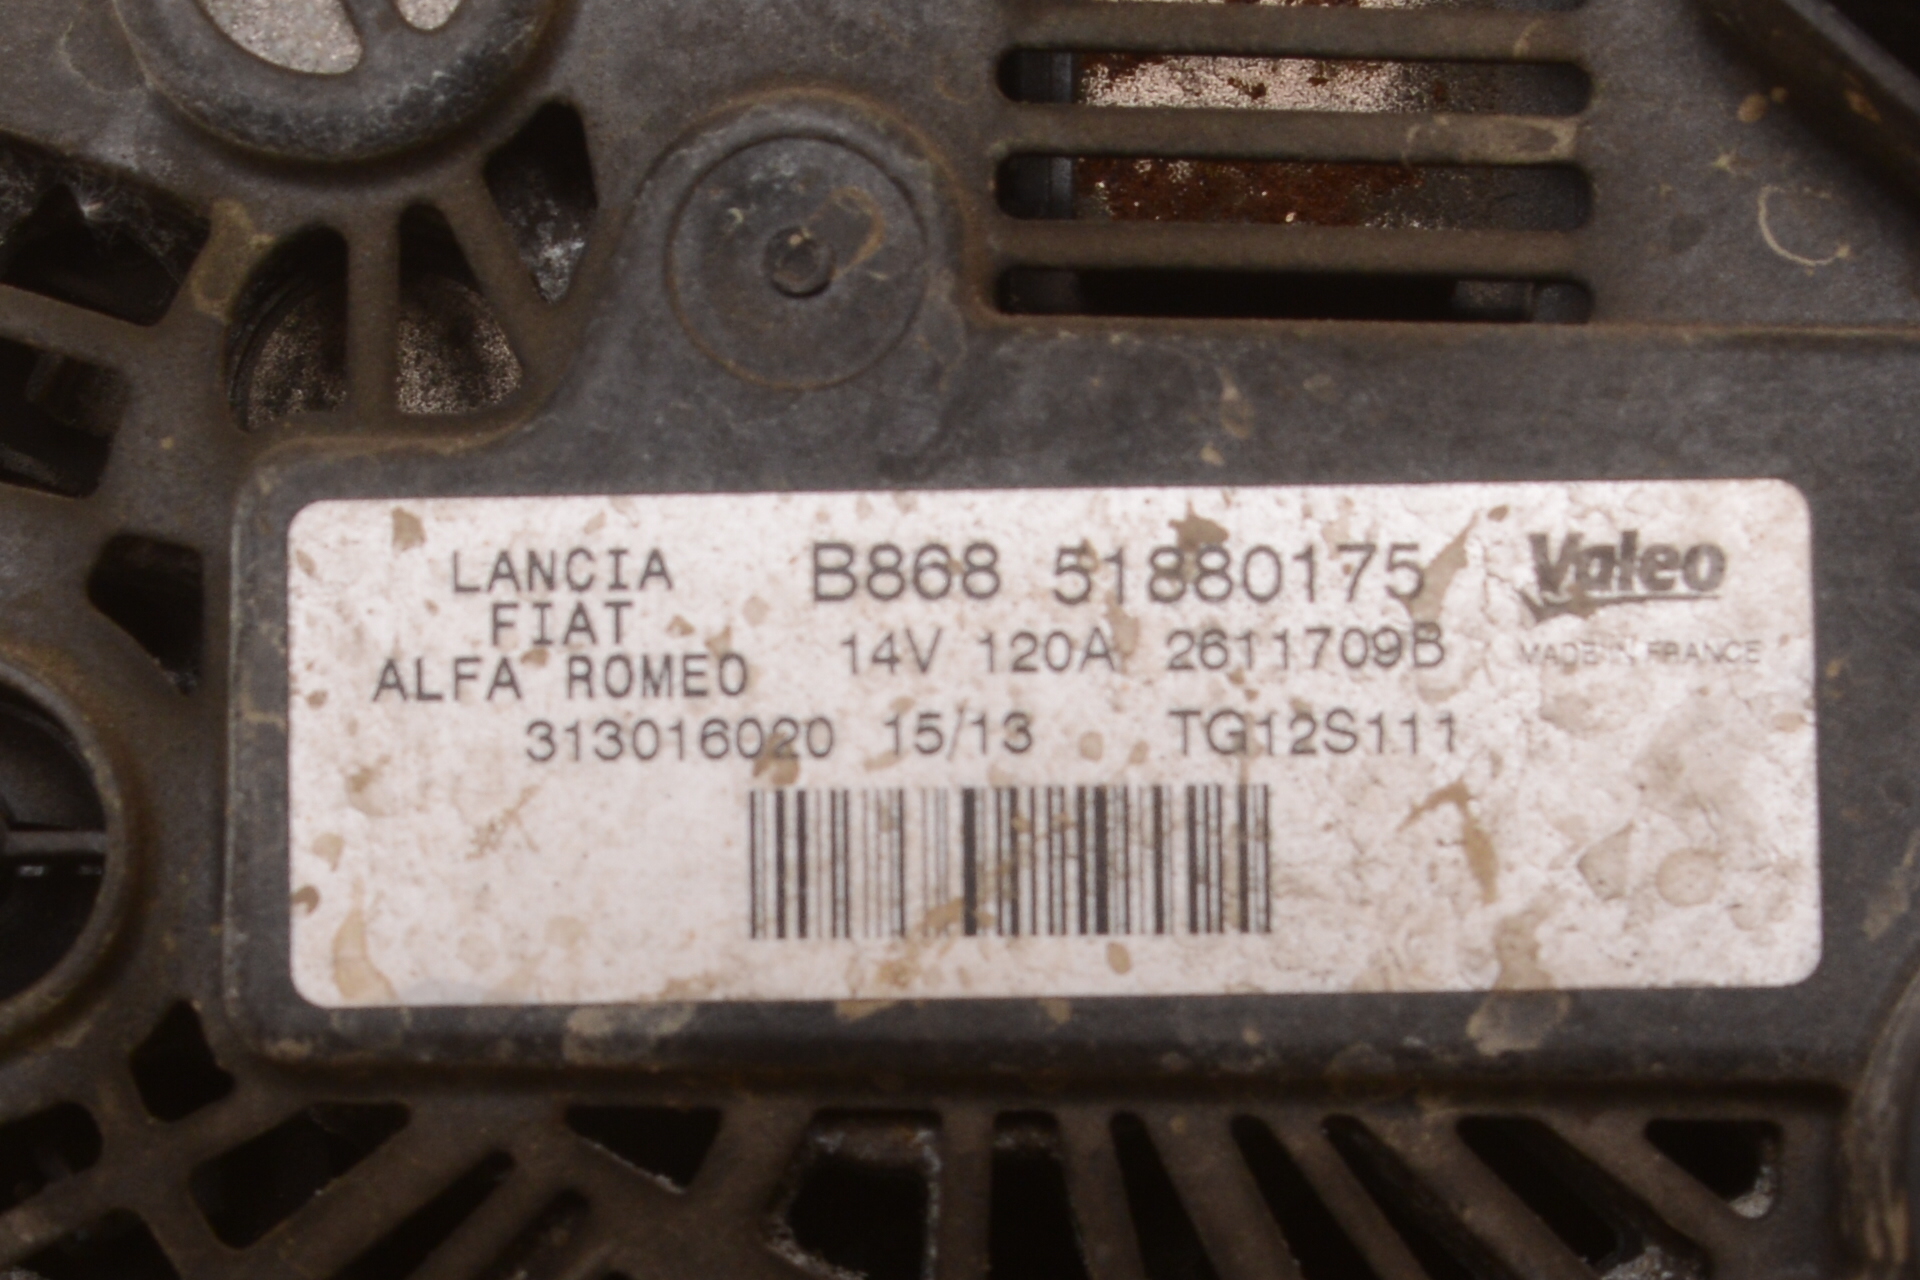 LANCIA B868 51880175 Valeo
FIAT 14V 120A 2611709B MADE IN FRANCE
ALFA ROMEO
313016020 15/13 TG12S111